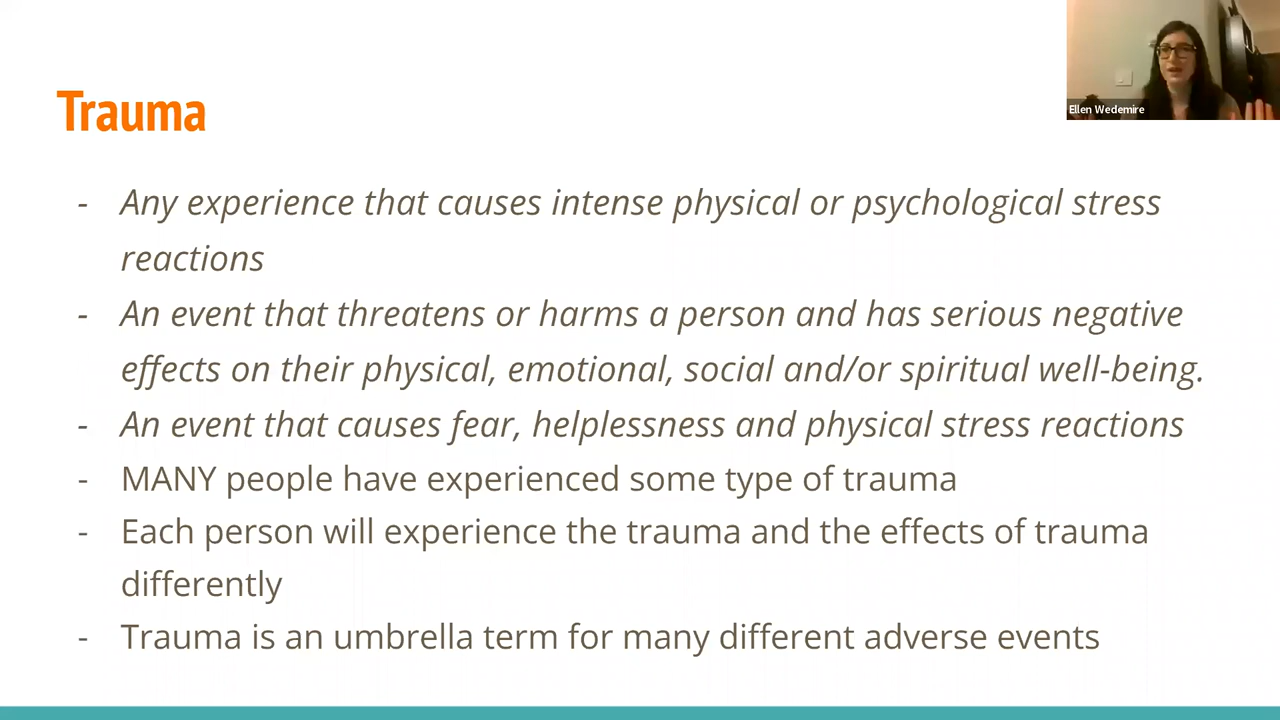 Trauma
Ellen Wedemire
- Any experience that causes intense physical or psychological stress
reactions
- An event that threatens or harms a person and has serious negative
effects on their physical, emotional, social and/or spiritual well-being.
- An event that causes fear, helplessness and physical stress reactions
- MANY people have experienced some type of trauma
- Each person will experience the trauma and the effects of trauma
differently
- Trauma is an umbrella term for many different adverse events